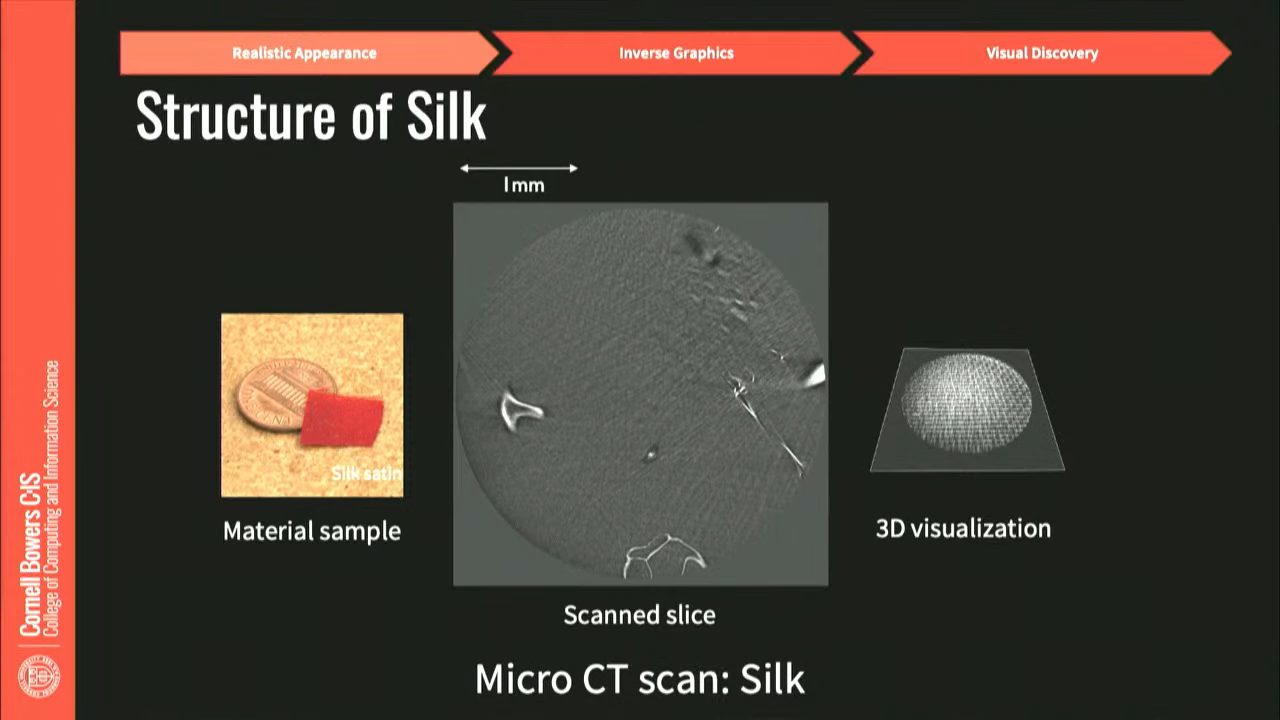 Realistic Appearance
Inverse Graphics
Visual Discovery
Structure of Silk
1mm
Silk satin
Material sample
3D visualization
Scanned slice
Micro CT scan: Silk
Cornell Bowers C·IS
College of Computing and Information Science